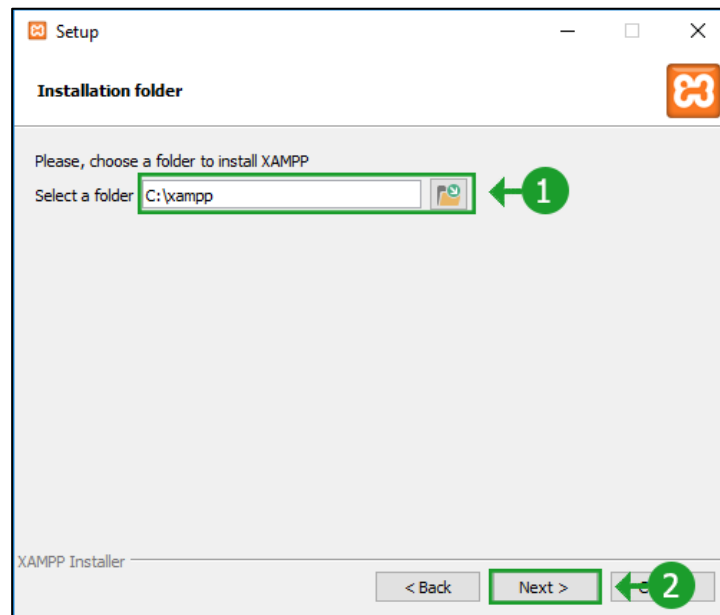 Setup
Installation folder
Please, choose a folder to install XAMPP
Select a folder C:\xampp
1
XAMPP Installer
< Back Next > 2